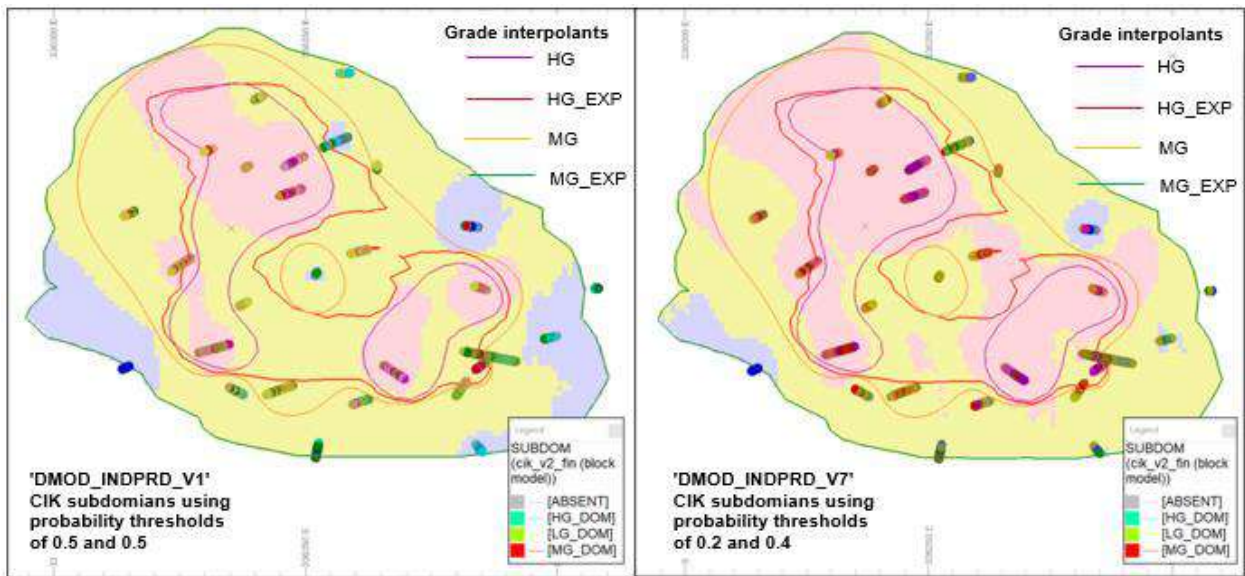 Grade interpolants
HG
HG_EXP
MG
MG_EXP
'DMOD_INDPRD_V1'
CIK subdomians using
probability thresholds
of 0.5 and 0.5
Legend
SUBDOM
(cik_v2_fin (block
model))
[ABSENT]
[HG_DOM]
[LG_DOM]
[MG_DOM]
Grade interpolants
HG
HG_EXP
MG
MG_EXP
'DMOD_INDPRD_V7'
CIK subdomians using
probability thresholds
of 0.2 and 0.4
Legend
SUBDOM
(cik_v2_fin (block
model))
[ABSENT]
[HG_DOM]
[LG_DOM]
[MG_DOM]